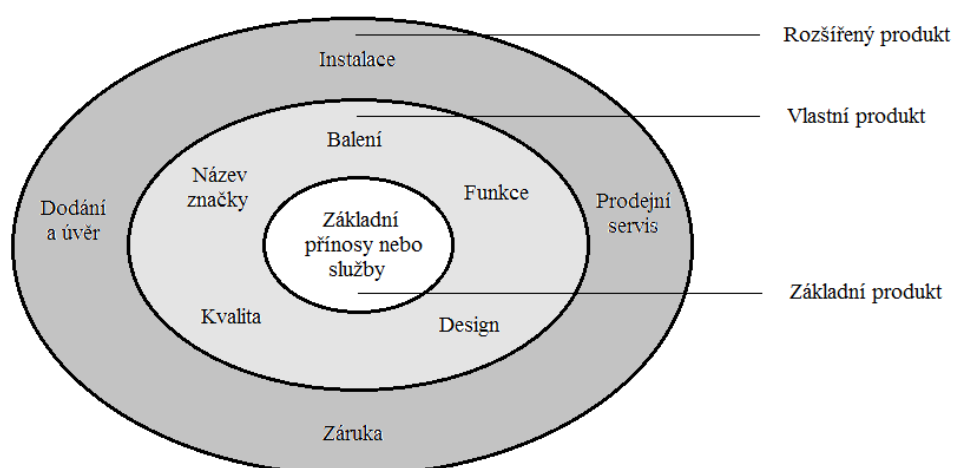 Rozšířený produkt
Instalace
Vlastní produkt
Balení
Název
značky
Funkce
Dodání
a úvěr
Prodejní
servis
Základní
přínosy nebo
služby
Základní produkt
Kvalita
Design
Záruka